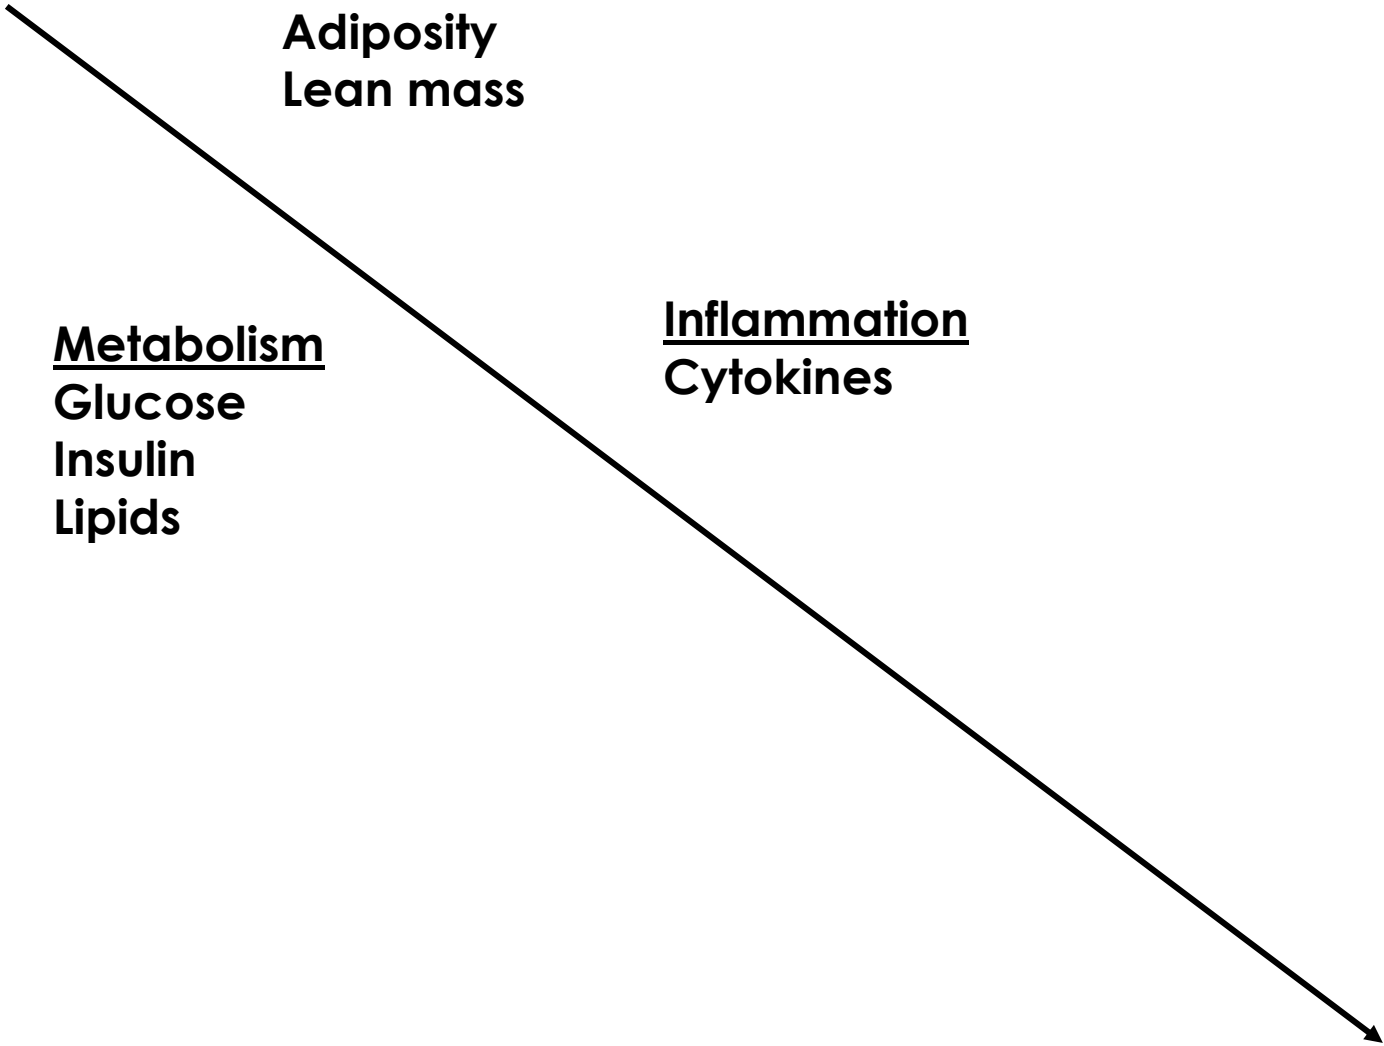 Adiposity
Lean mass
Metabolism
Glucose
Insulin
Lipids
Inflammation
Cytokines